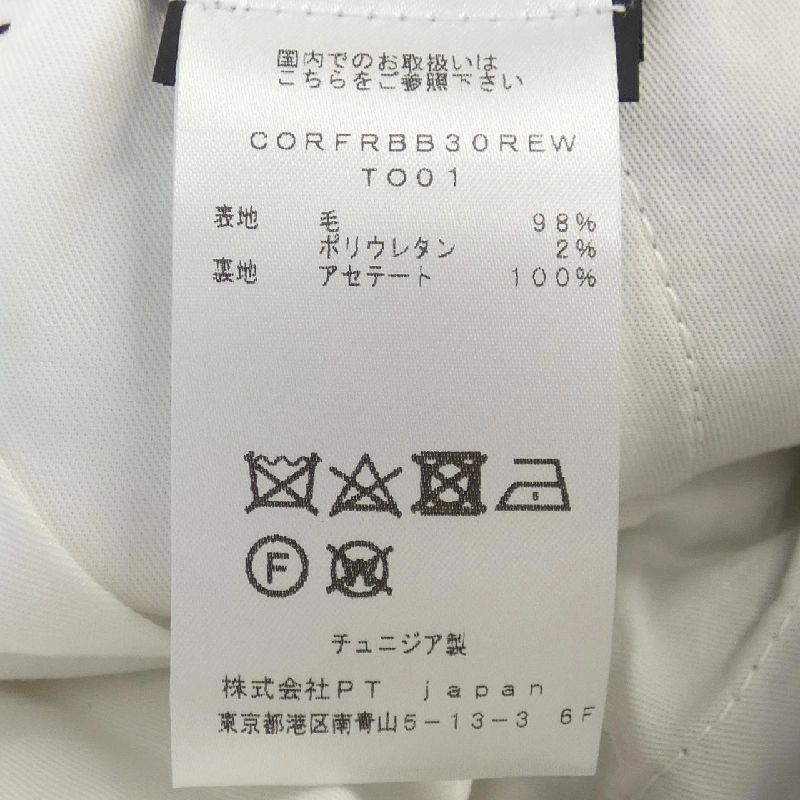 国内でのお取扱いは
こちらをご参照下さい
CORFRBB30REW
TO01
表地 毛 98%
ポリウレタン 2%
裏地 アセテート 100%
F W
チュニジア製
株式会社PT japan
東京都港区南青山5-13-3 6F